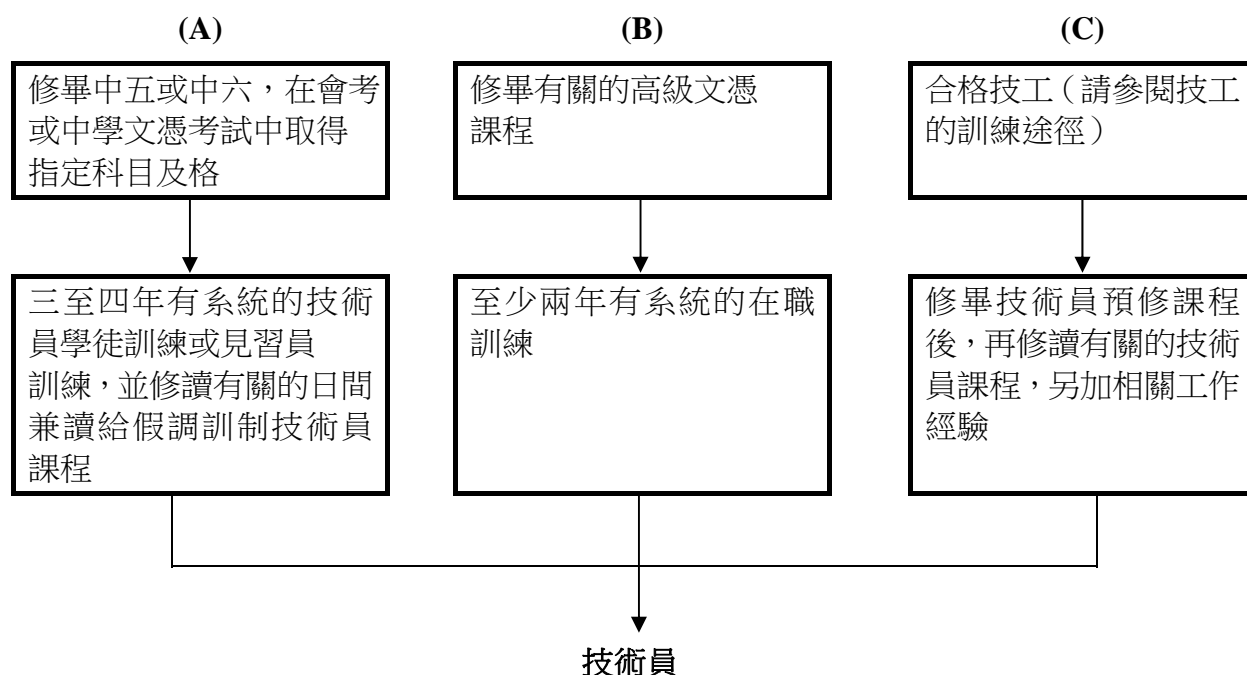 (A)
(B)
(C)
修畢中五或中六，在會考
或中學文憑考試中取得
指定科目及格
修畢有關的高級文憑
課程
合格技工（請參閱技工
的訓練途徑）
三至四年有系統的技術
員學徒訓練或見習員
訓練，並修讀有關的日間
兼讀給假調訓制技術員
課程
至少兩年有系統的在職
訓練
修畢技術員預修課程
後，再修讀有關的技術
員課程，另加相關工作
經驗
技術員